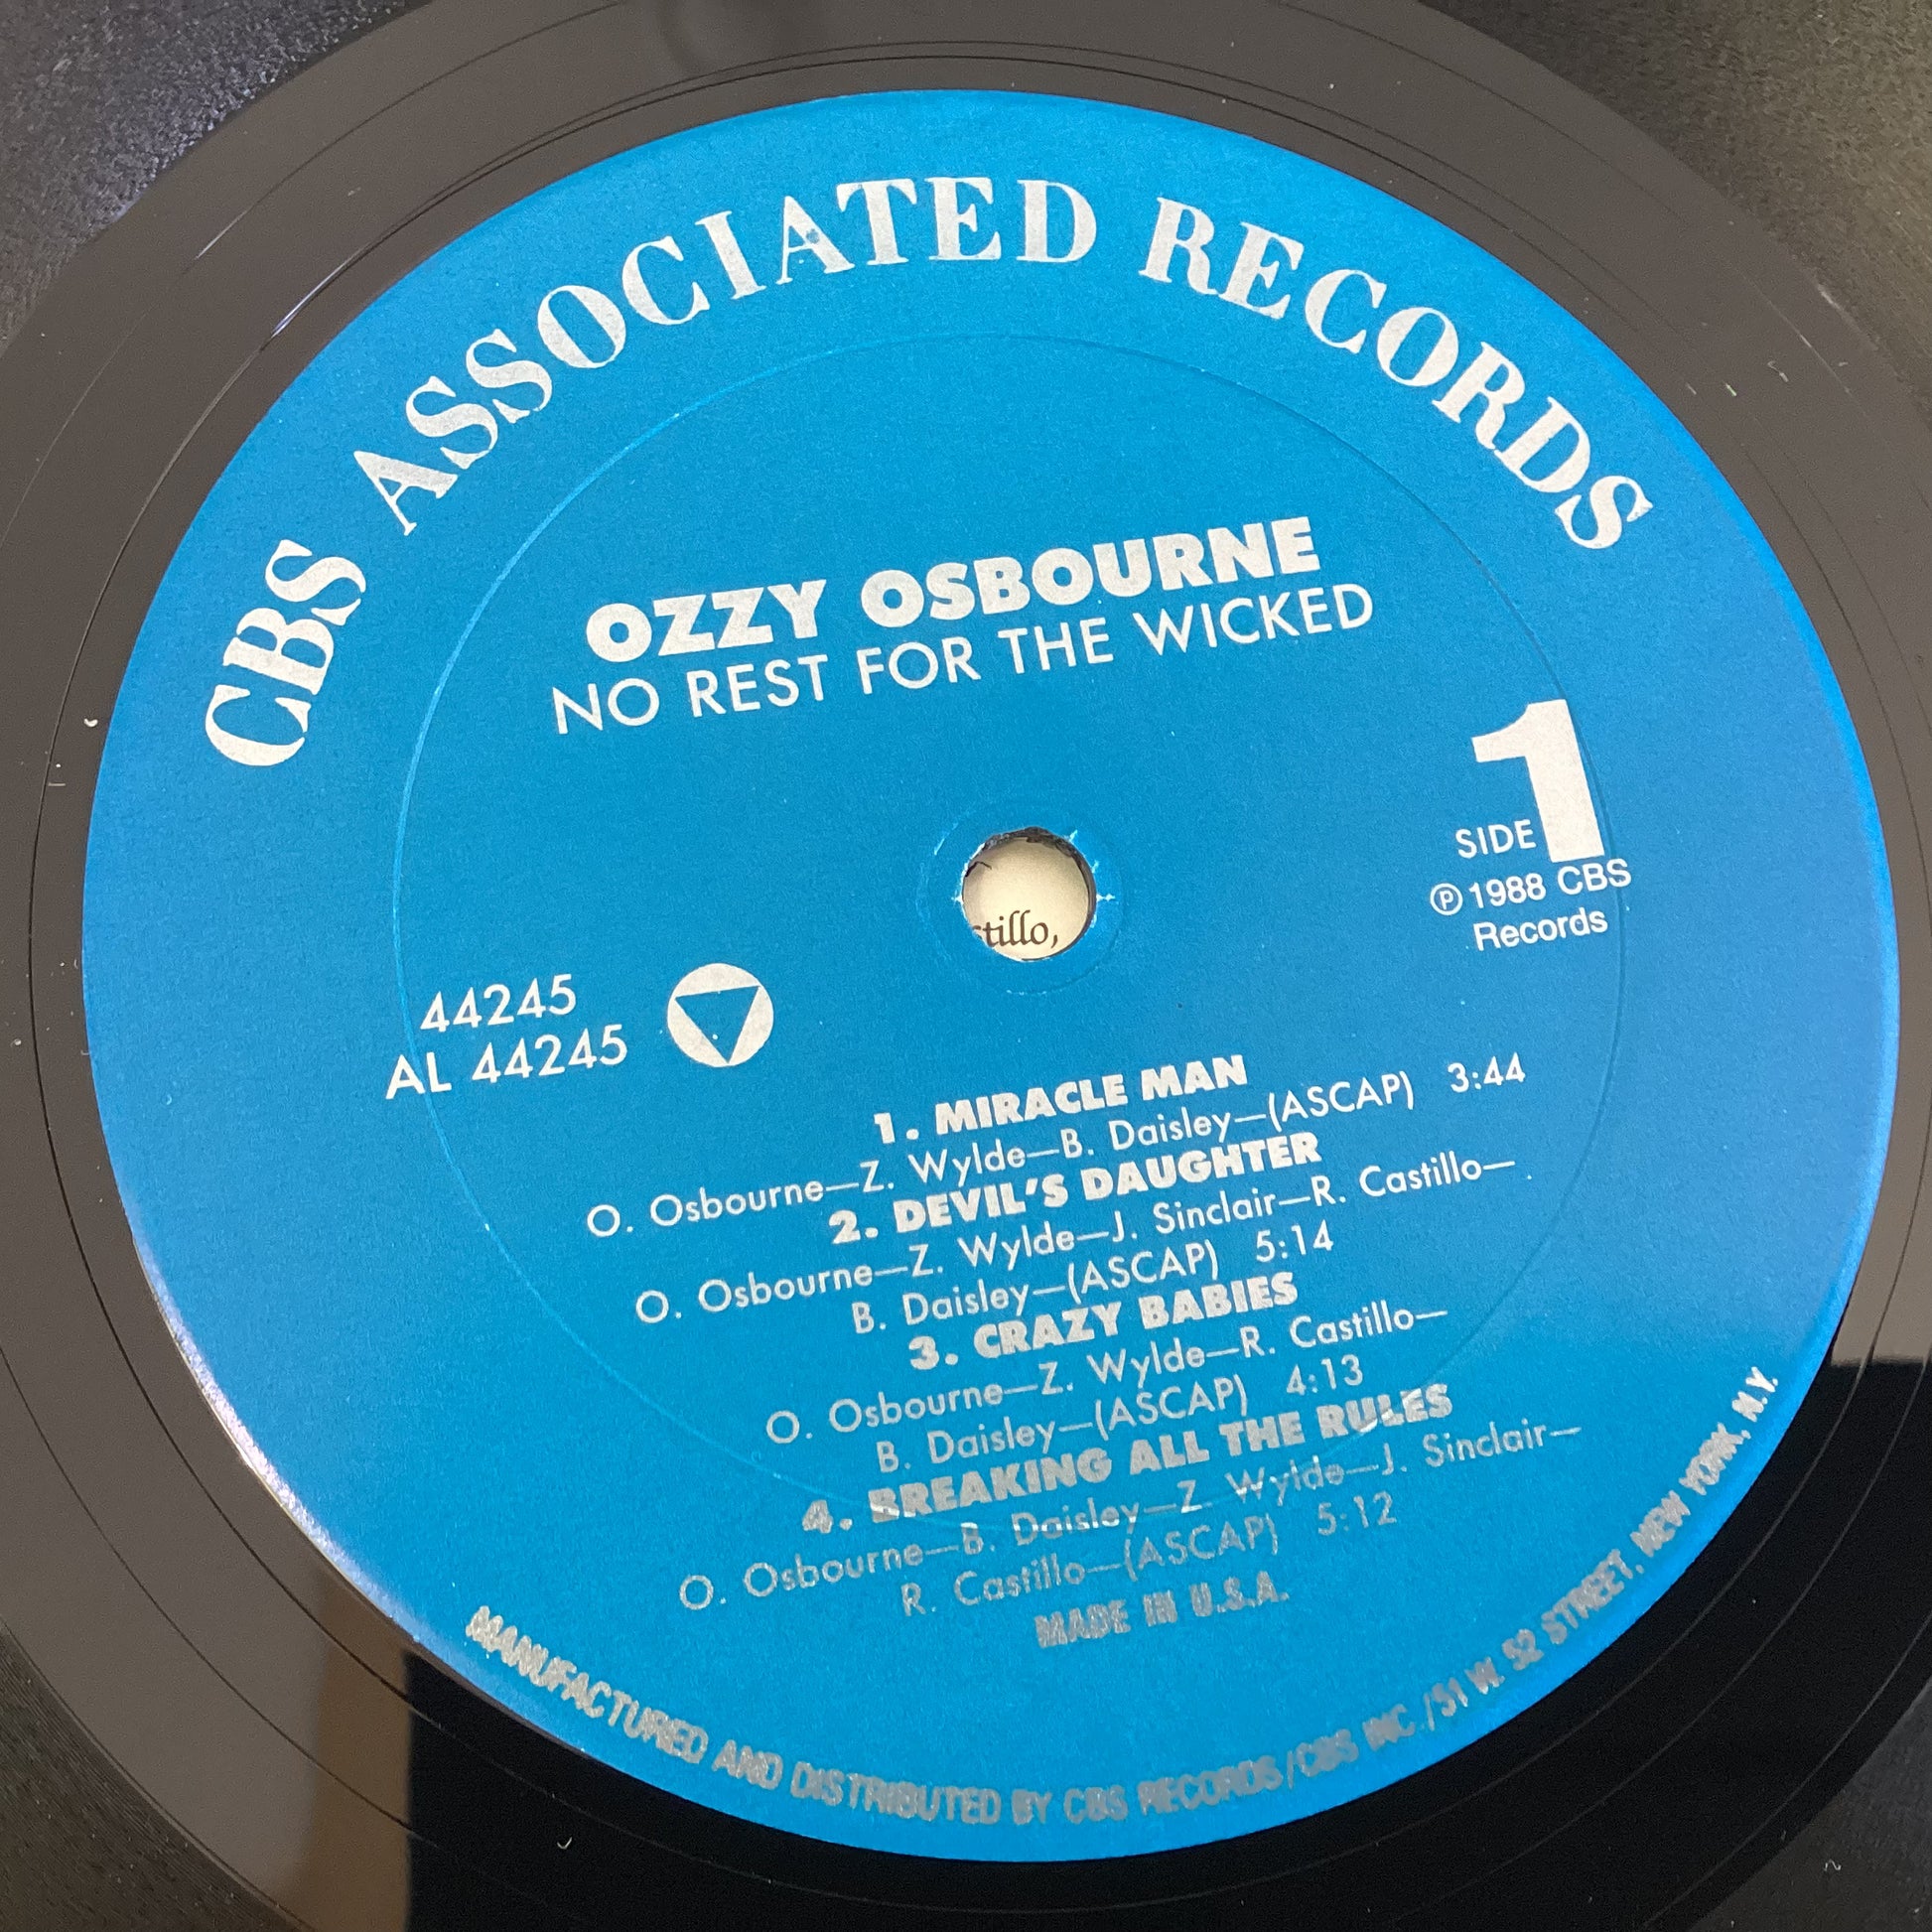 CBS ASSOCIATED RECORDS
OZZY OSBOURNE
NO REST FOR THE WICKED
SIDE 1
Ⓟ 1988 CBS
Records
tillo,
44245
AL 44245
1. MIRACLE MAN
O. Osbourne—Z. Wylde—B. Daisley—(ASCAP) 3:44
2. DEVIL'S DAUGHTER
O. Osbourne—Z. Wylde—J. Sinclair—R. Castillo—
B. Daisley—(ASCAP) 5:14
3. CRAZY BABIES
O. Osbourne—Z. Wylde—R. Castillo—
B. Daisley—(ASCAP) 4:13
4. BREAKING ALL THE RULES
O. Osbourne—B. Daisley—Z. Wylde—J. Sinclair—
R. Castillo—(ASCAP) 5:12
MADE IN U.S.A.
MANUFACTURED AND DISTRIBUTED BY CBS RECORDS/CBS INC./51 W. 52 STREET, NEW YORK, N.Y.